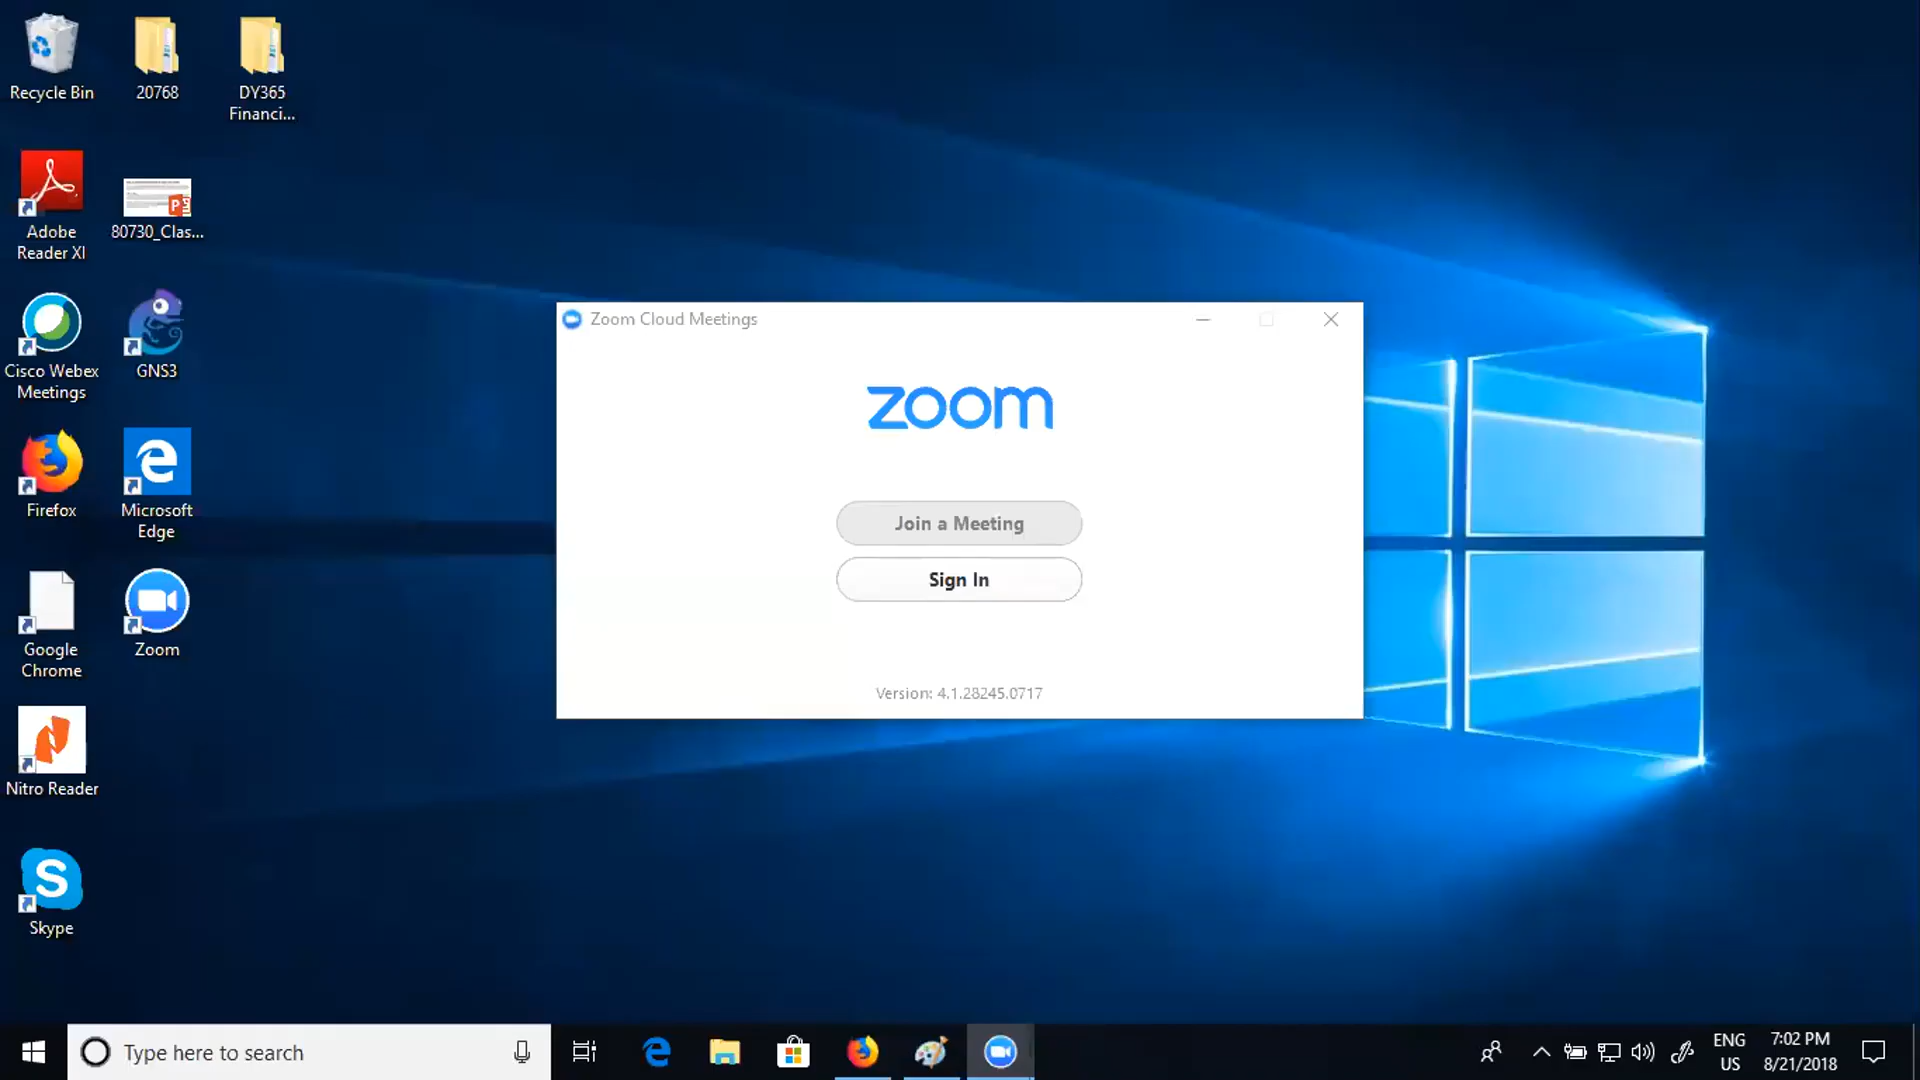 Recycle Bin
20768
DY365
Financi...
Adobe
Reader XI
80730_Clas...
Cisco Webex
Meetings
GNS3
Firefox
Microsoft
Edge
Google
Chrome
Zoom
Nitro Reader
Skype
Zoom Cloud Meetings
zoom
Join a Meeting
Sign In
Version: 4.1.28245.0717
Type here to search
ENG
US
7:02 PM
8/21/2018